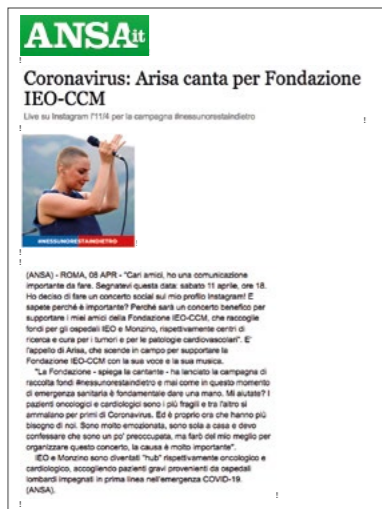 ANSA.it
Coronavirus: Arisa canta per Fondazione
IEO-CCM
Live su Instagram l'11/4 per la campagna #nessunorestaindietro
#NESSUNORESTAINDIETRO
(ANSA) - ROMA, 08 APR - "Cari amici, ho una comunicazione
importante da fare. Segnatevi questa data: sabato 11 aprile, ore 18.
Ho deciso di fare un concerto social sul mio profilo Instagram! E
sapete perché è importante? Perché sarà un concerto benefico per
supportare i miei amici della Fondazione IEO-CCM, che raccoglie
fondi per gli ospedali IEO e Monzino, rispettivamente centri di
ricerca e cura per i tumori e per le patologie cardiovascolari". E'
l'appello di Arisa, che scende in campo per supportare la
Fondazione IEO-CCM con la sua voce e la sua musica.
"La Fondazione - spiega la cantante - ha lanciato la campagna di
raccolta fondi #nessunorestaindietro e mai come in questo momento
di emergenza sanitaria è fondamentale dare una mano. Mi aiutate? I
pazienti oncologici e cardiologici sono i più fragili e tra l'altro si
ammalano per primi di Coronavirus. Ed è proprio ora che hanno più
bisogno di noi. Sono molto emozionata, sono sola a casa e devo
confessare che sono un po' preoccupata, ma farò del mio meglio per
organizzare questo concerto, la causa è molto importante".
IEO e Monzino sono diventati "hub" rispettivamente oncologico e
cardiologico, accogliendo pazienti gravi provenienti da ospedali
lombardi impegnati in prima linea nell'emergenza COVID-19.
(ANSA).